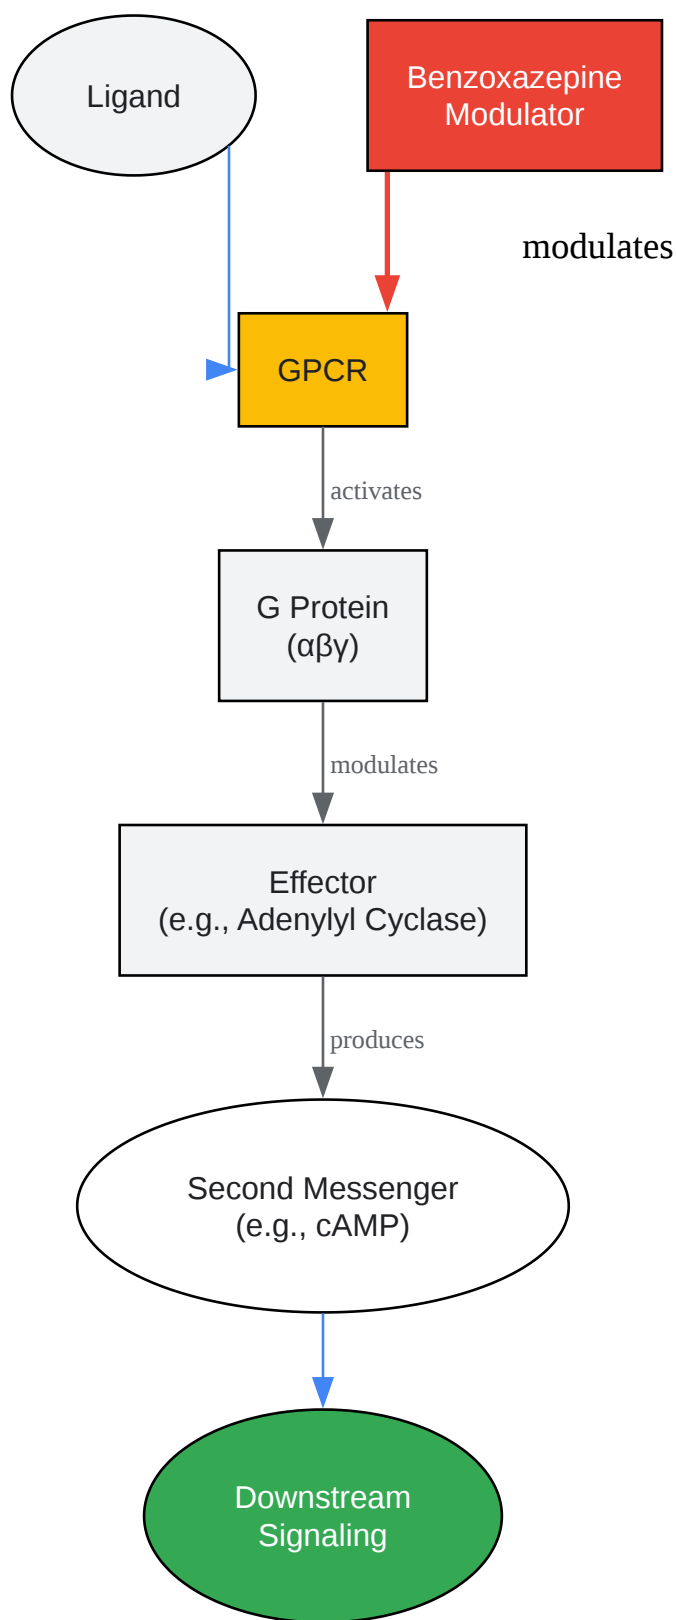 Ligand
Benzoxazepine
Modulator
modulates
GPCR
activates
G Protein
(αβγ)
modulates
Effector
(e.g., Adenylyl Cyclase)
produces
Second Messenger
(e.g., cAMP)
Downstream
Signaling